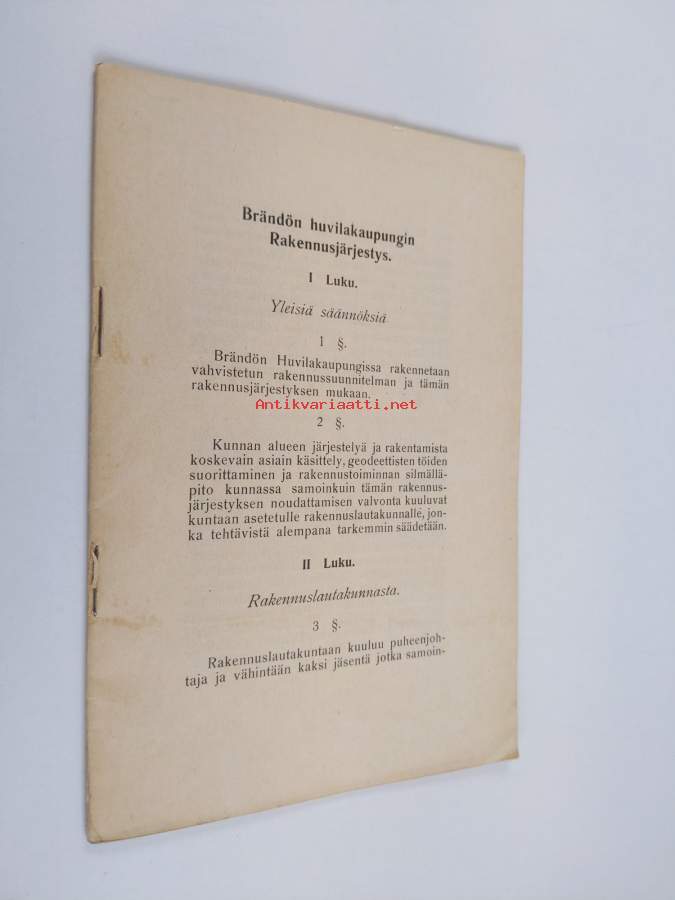 Brändön huvilakaupungin
Rakennusjärjestys.
I Luku.
Yleisiä säännöksiä
1 §.
Brändön Huvilakaupungissa rakennetaan
vahvistetun rakennussuunnitelman ja tämän
rakennusjärjestyksen mukaan.
Antikvariaatti.net
2 §.
Kunnan alueen järjestelyä ja rakentamista
koskevain asiain käsittely, geodeettisten töiden
suorittaminen ja rakennustoiminnan silmällä-
pito kunnassa samoinkuin tämän rakennus-
järjestyksen noudattamisen valvonta kuuluvat
kuntaan asetetulle rakennuslautakunnalle, jon-
ka tehtävistä alempana tarkemmin säädetään.
II Luku.
Rakennuslautakunnasta.
3 §.
Rakennuslautakuntaan kuuluu puheenjoh-
taja ja vähintään kaksi jäsentä jotka samoin-